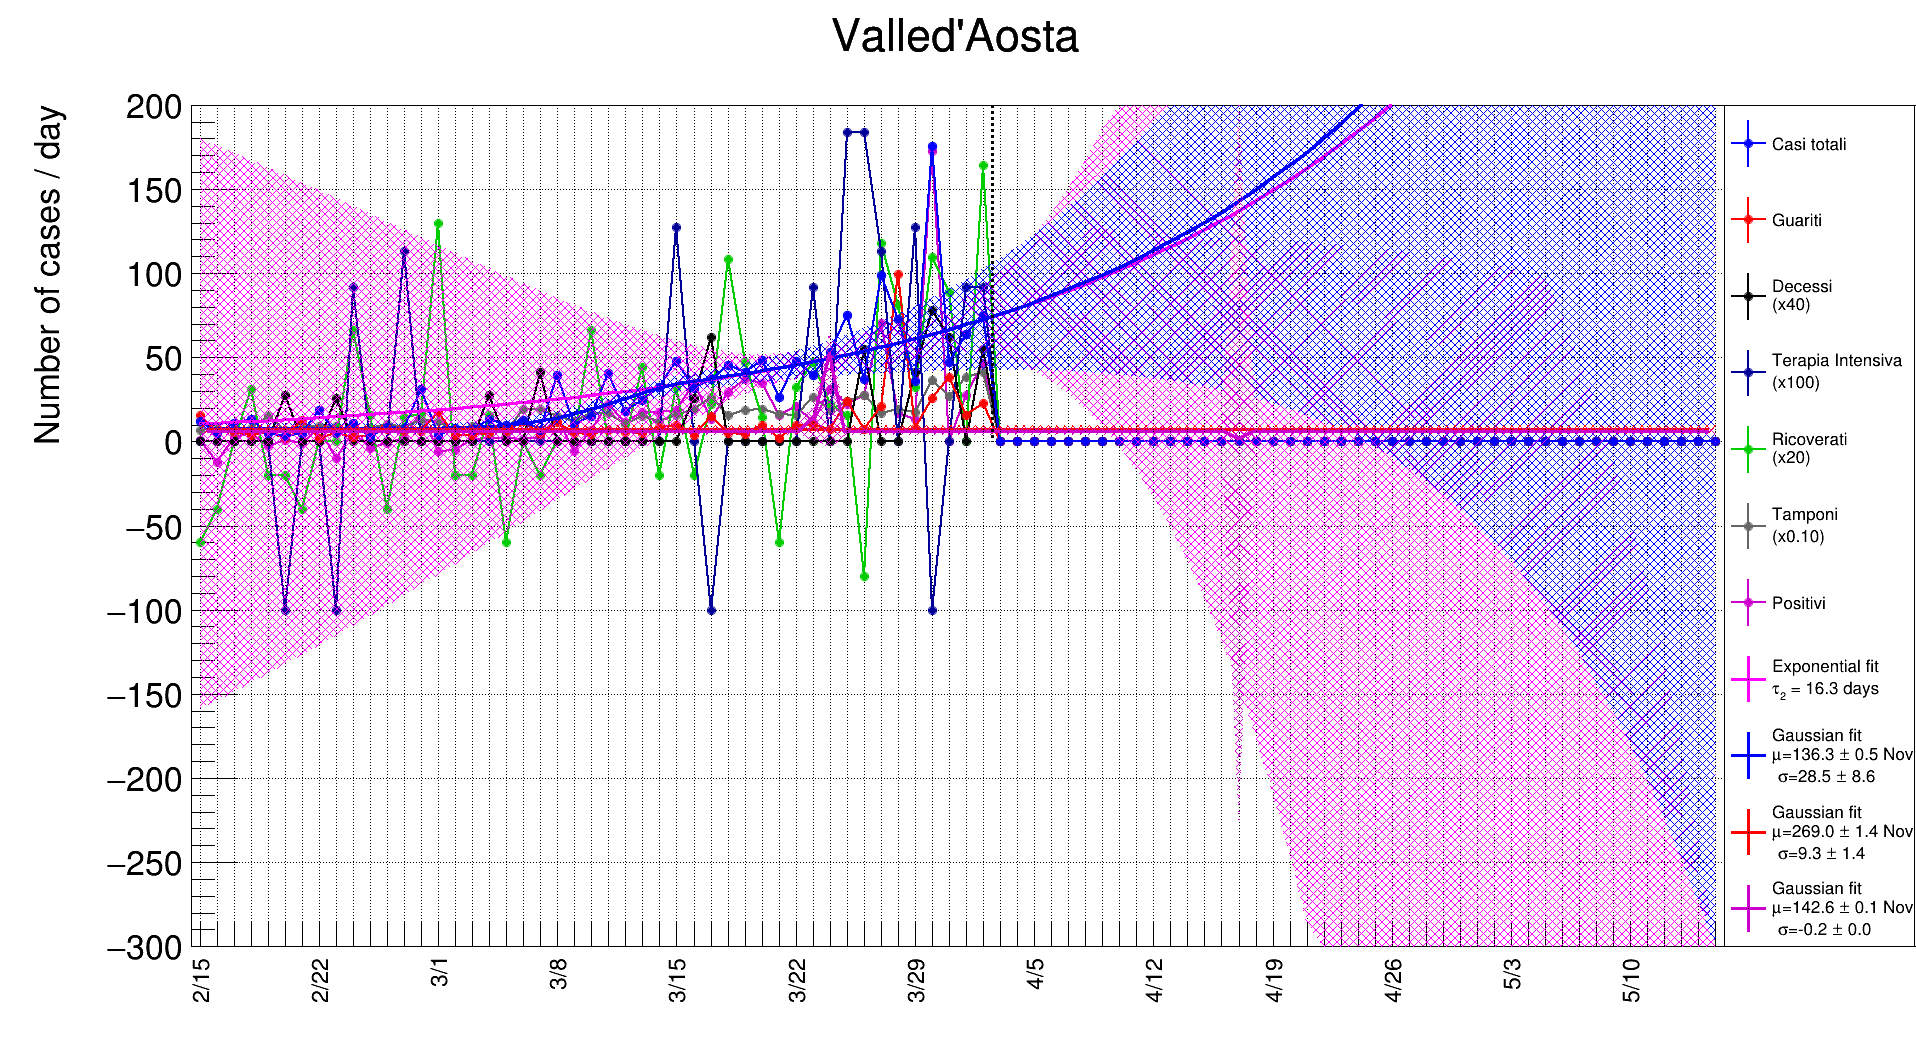 Valled'Aosta
Number of cases / day
200
150
100
50
0
−50
−100
−150
−200
−250
−300
2/15
2/22
3/1
3/8
3/15
3/22
3/29
4/5
4/12
4/19
4/26
5/3
5/10
Casi totali
Guariti
Decessi
(x40)
Terapia Intensiva
(x100)
Ricoverati
(x20)
Tamponi
(x0.10)
Positivi
Exponential fit
τ2 = 16.3 days
Gaussian fit
μ=136.3 ± 0.5 Nov
σ=28.5 ± 8.6
Gaussian fit
μ=269.0 ± 1.4 Nov
σ=9.3 ± 1.4
Gaussian fit
μ=142.6 ± 0.1 Nov
σ=-0.2 ± 0.0